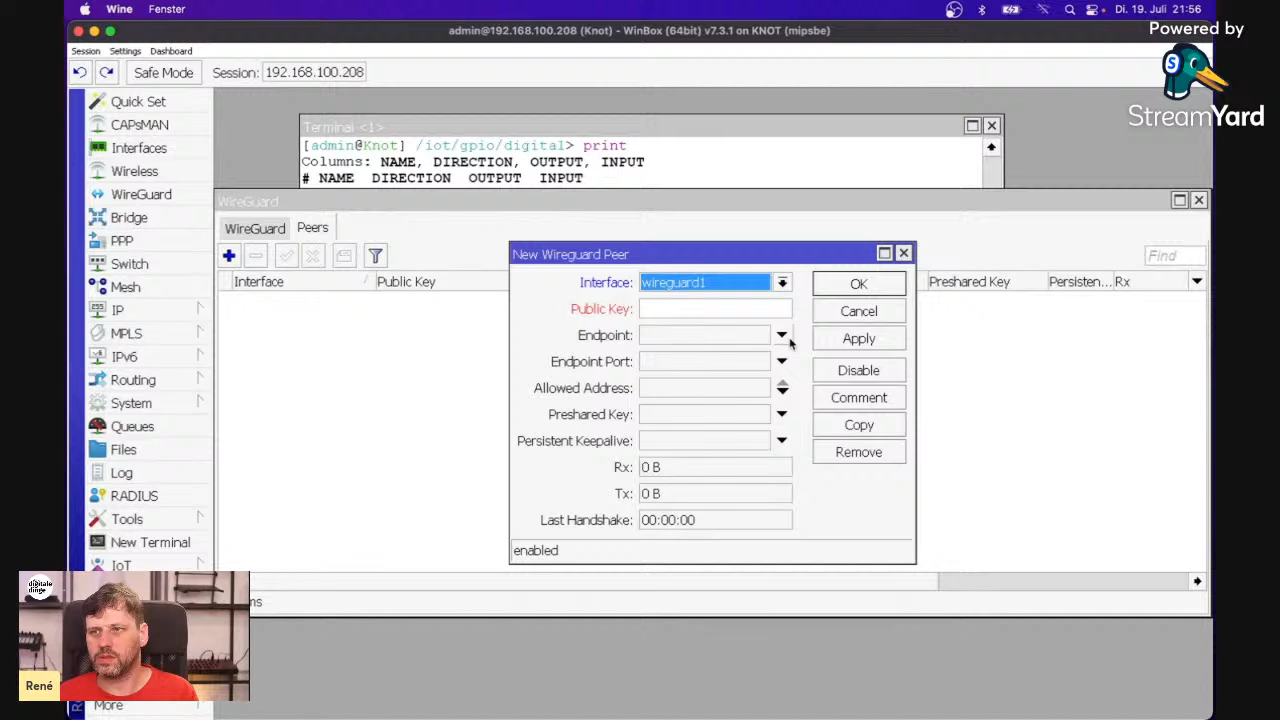 Wine
Fenster
Di. 19. Juli 21:56
admin@192.168.100.208 (Knot) - WinBox (64bit) v7.3.1 on KNOT (mipsbe)
Powered by
StreamYard
Session
Settings
Dashboard
Safe Mode
Session:
192.168.100.208
Quick Set
CAPsMAN
Interfaces
Wireless
WireGuard
Bridge
PPP
Switch
Mesh
IP
MPLS
IPv6
Routing
System
Queues
Files
Log
RADIUS
Tools
New Terminal
IoT
More
Terminal <1>
[admin@Knot] /iot/gpio/digital> print
Columns: NAME, DIRECTION, OUTPUT, INPUT
# NAME DIRECTION OUTPUT INPUT
WireGuard
WireGuard
Peers
Find
Interface
Public Key
Preshared Key
Persisten...
Rx
New Wireguard Peer
Interface:
wireguard1
Public Key:
Endpoint:
Endpoint Port:
Allowed Address:
Preshared Key:
Persistent Keepalive:
Rx:
0 B
Tx:
0 B
Last Handshake:
00:00:00
enabled
OK
Cancel
Apply
Disable
Comment
Copy
Remove
ms
digitale
dinge
René